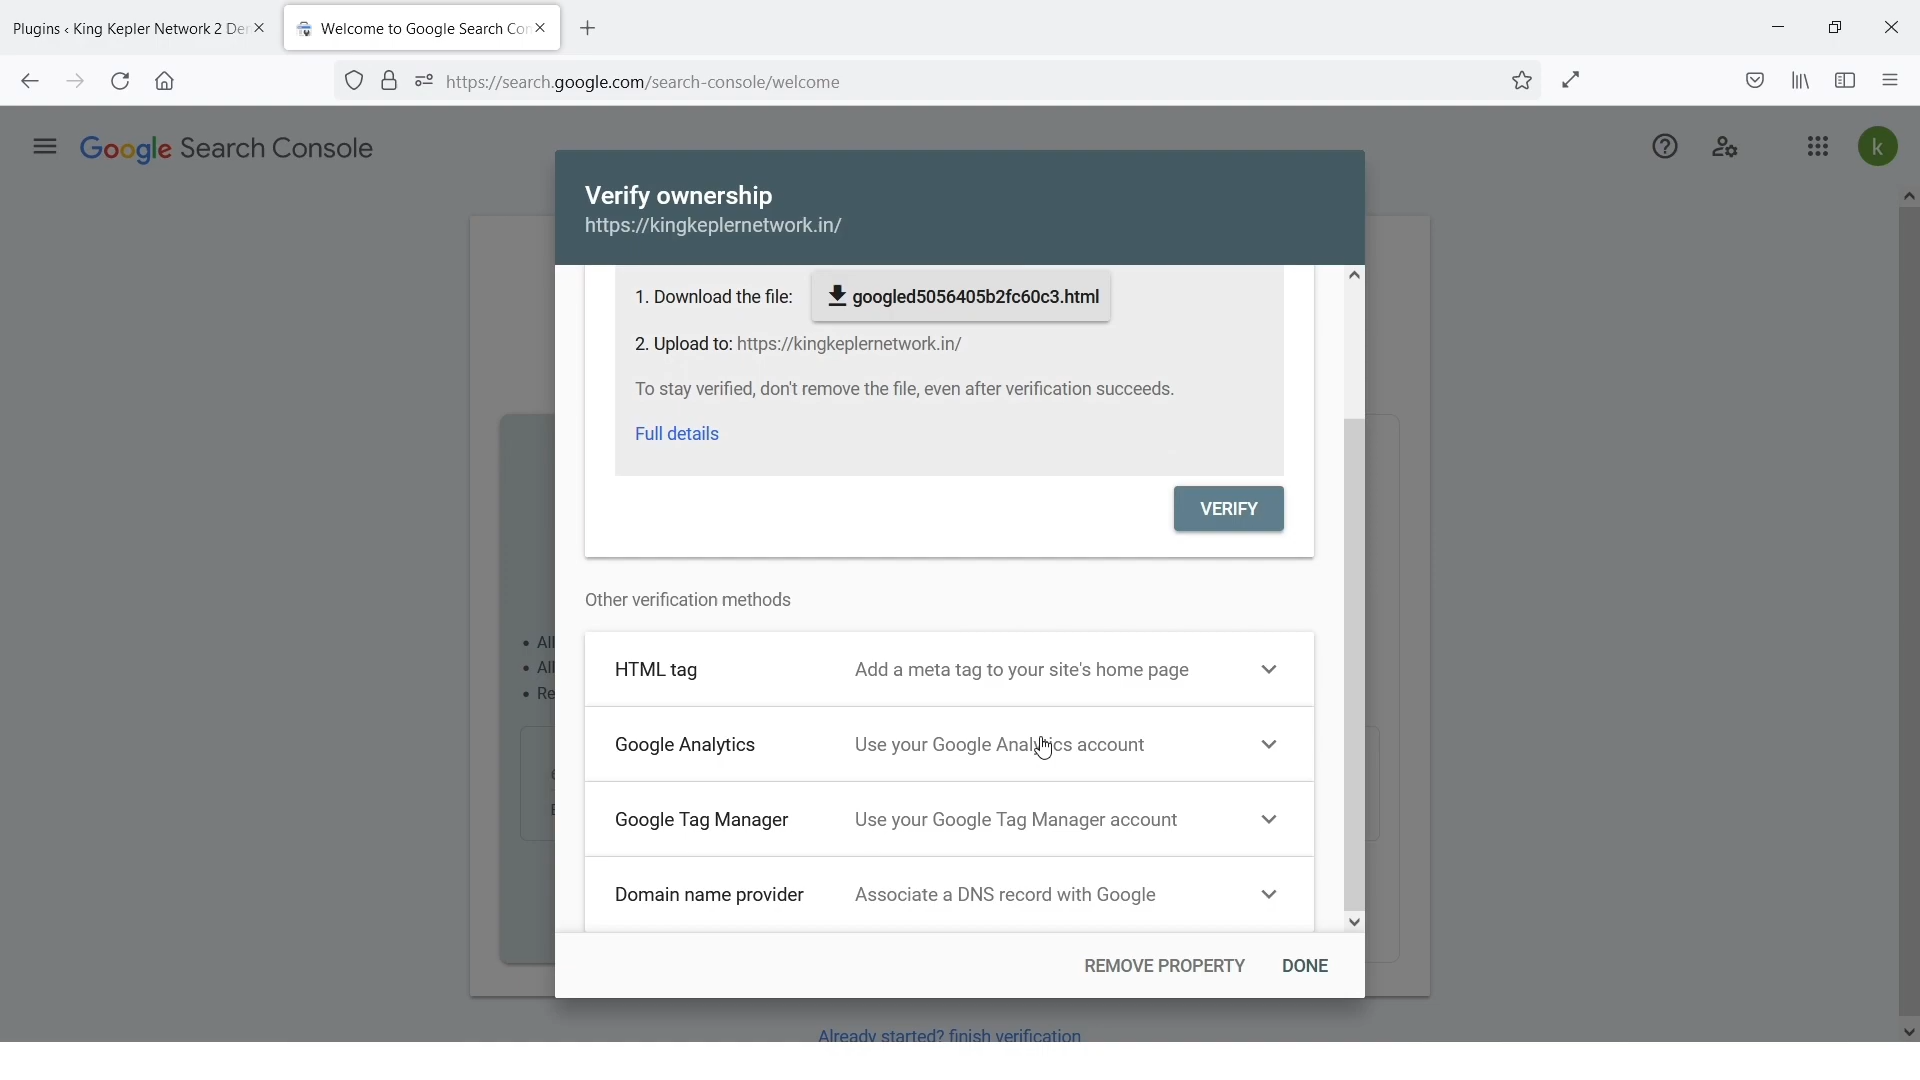 Plugins ‹ King Kepler Network 2 De
Welcome to Google Search Con
https://search.google.com/search-console/welcome
Google Search Console
k
Verify ownership
https://kingkeplernetwork.in/
1. Download the file: googled5056405b2fc60c3.html
2. Upload to: https://kingkeplernetwork.in/
To stay verified, don't remove the file, even after verification succeeds.
Full details
VERIFY
Other verification methods
• All
HTML tag Add a meta tag to your site's home page
• All
• Re
Google Analytics Use your Google Analytics account
Google Tag Manager Use your Google Tag Manager account
Domain name provider Associate a DNS record with Google
REMOVE PROPERTY DONE
Already started? finish verification